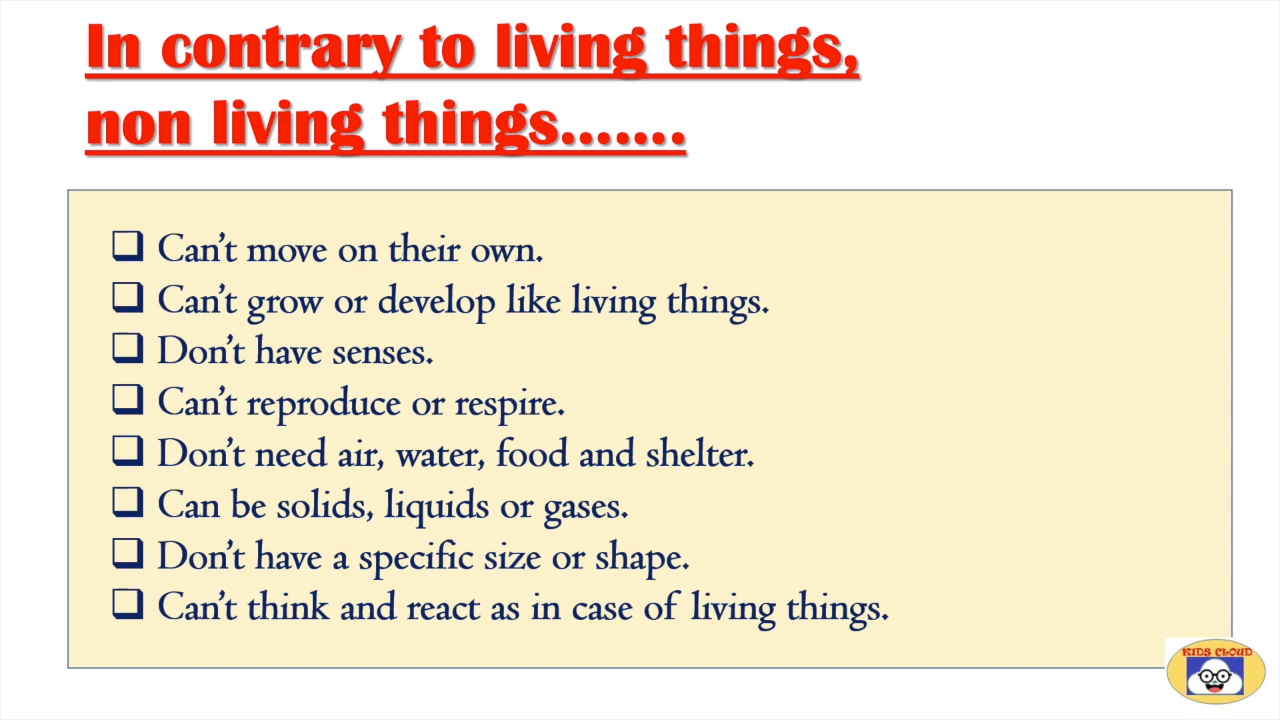 In contrary to living things,
non living things.......
Can't move on their own.
Can't grow or develop like living things.
Don't have senses.
Can't reproduce or respire.
Don't need air, water, food and shelter.
Can be solids, liquids or gases.
Don't have a specific size or shape.
Can't think and react as in case of living things.
KIDS CLOUD